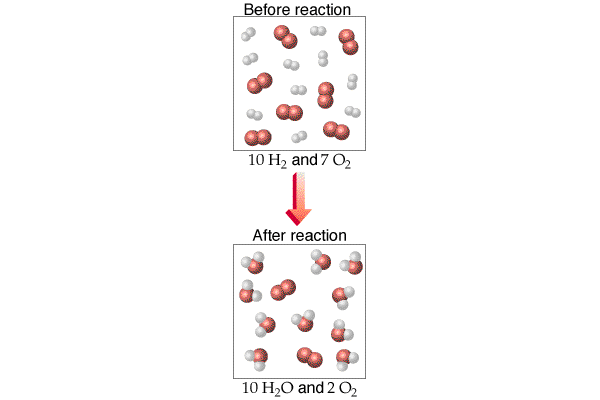 Before reaction
10 H₂ and 7 O₂
After reaction
10 H₂O and 2 O₂